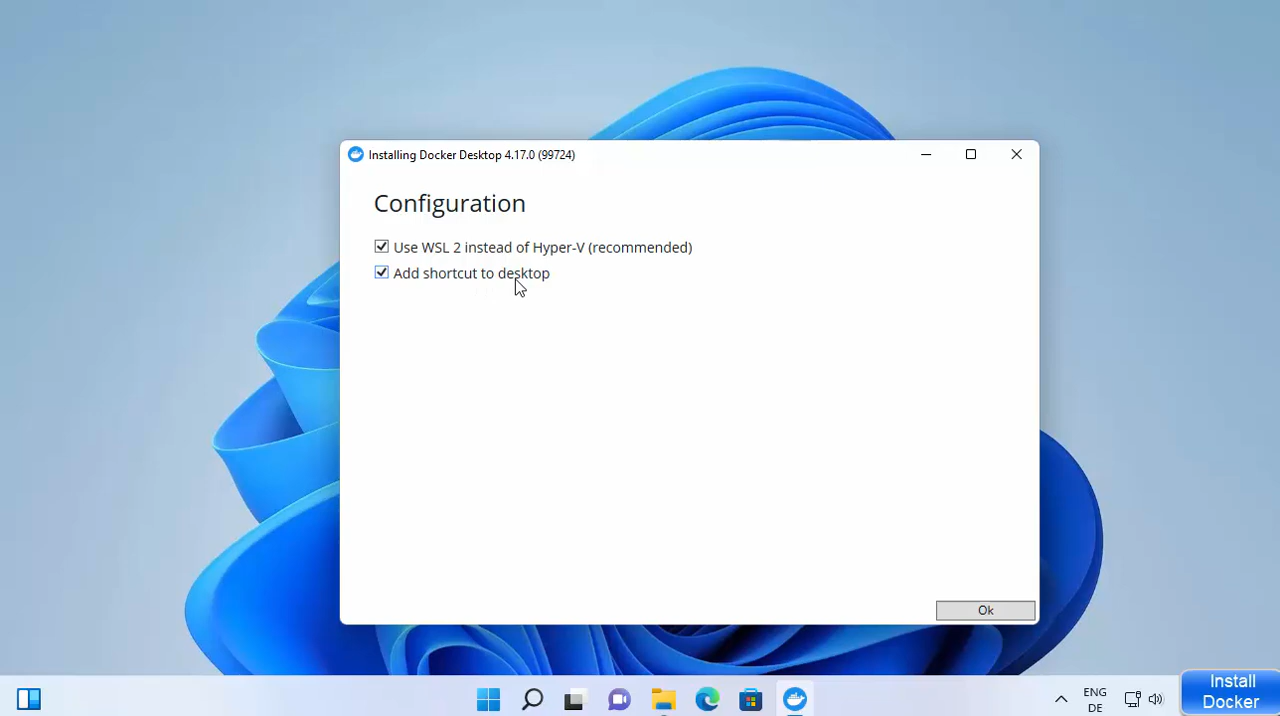 Installing Docker Desktop 4.17.0 (99724)
Configuration
Use WSL 2 instead of Hyper-V (recommended)
Add shortcut to desktop
Ok
ENG
DE
Install
Docker